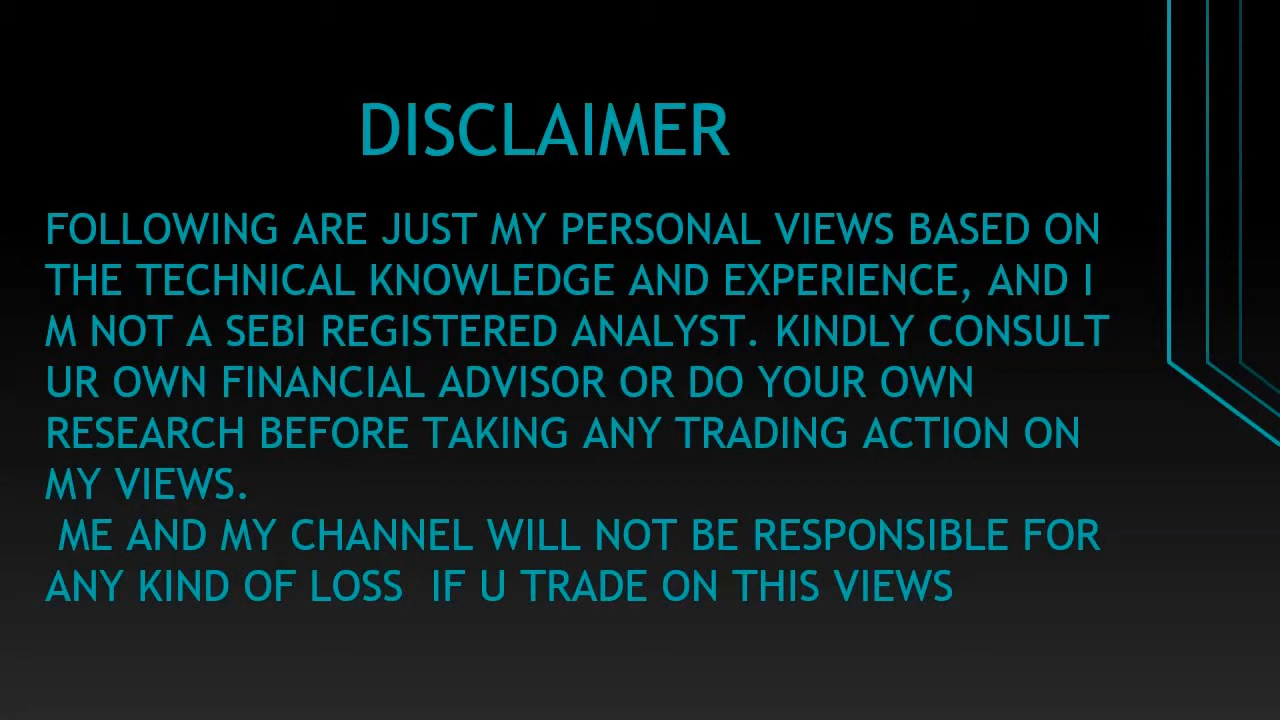 DISCLAIMER
FOLLOWING ARE JUST MY PERSONAL VIEWS BASED ON
THE TECHNICAL KNOWLEDGE AND EXPERIENCE, AND I
M NOT A SEBI REGISTERED ANALYST. KINDLY CONSULT
UR OWN FINANCIAL ADVISOR OR DO YOUR OWN
RESEARCH BEFORE TAKING ANY TRADING ACTION ON
MY VIEWS.
ME AND MY CHANNEL WILL NOT BE RESPONSIBLE FOR
ANY KIND OF LOSS  IF U TRADE ON THIS VIEWS